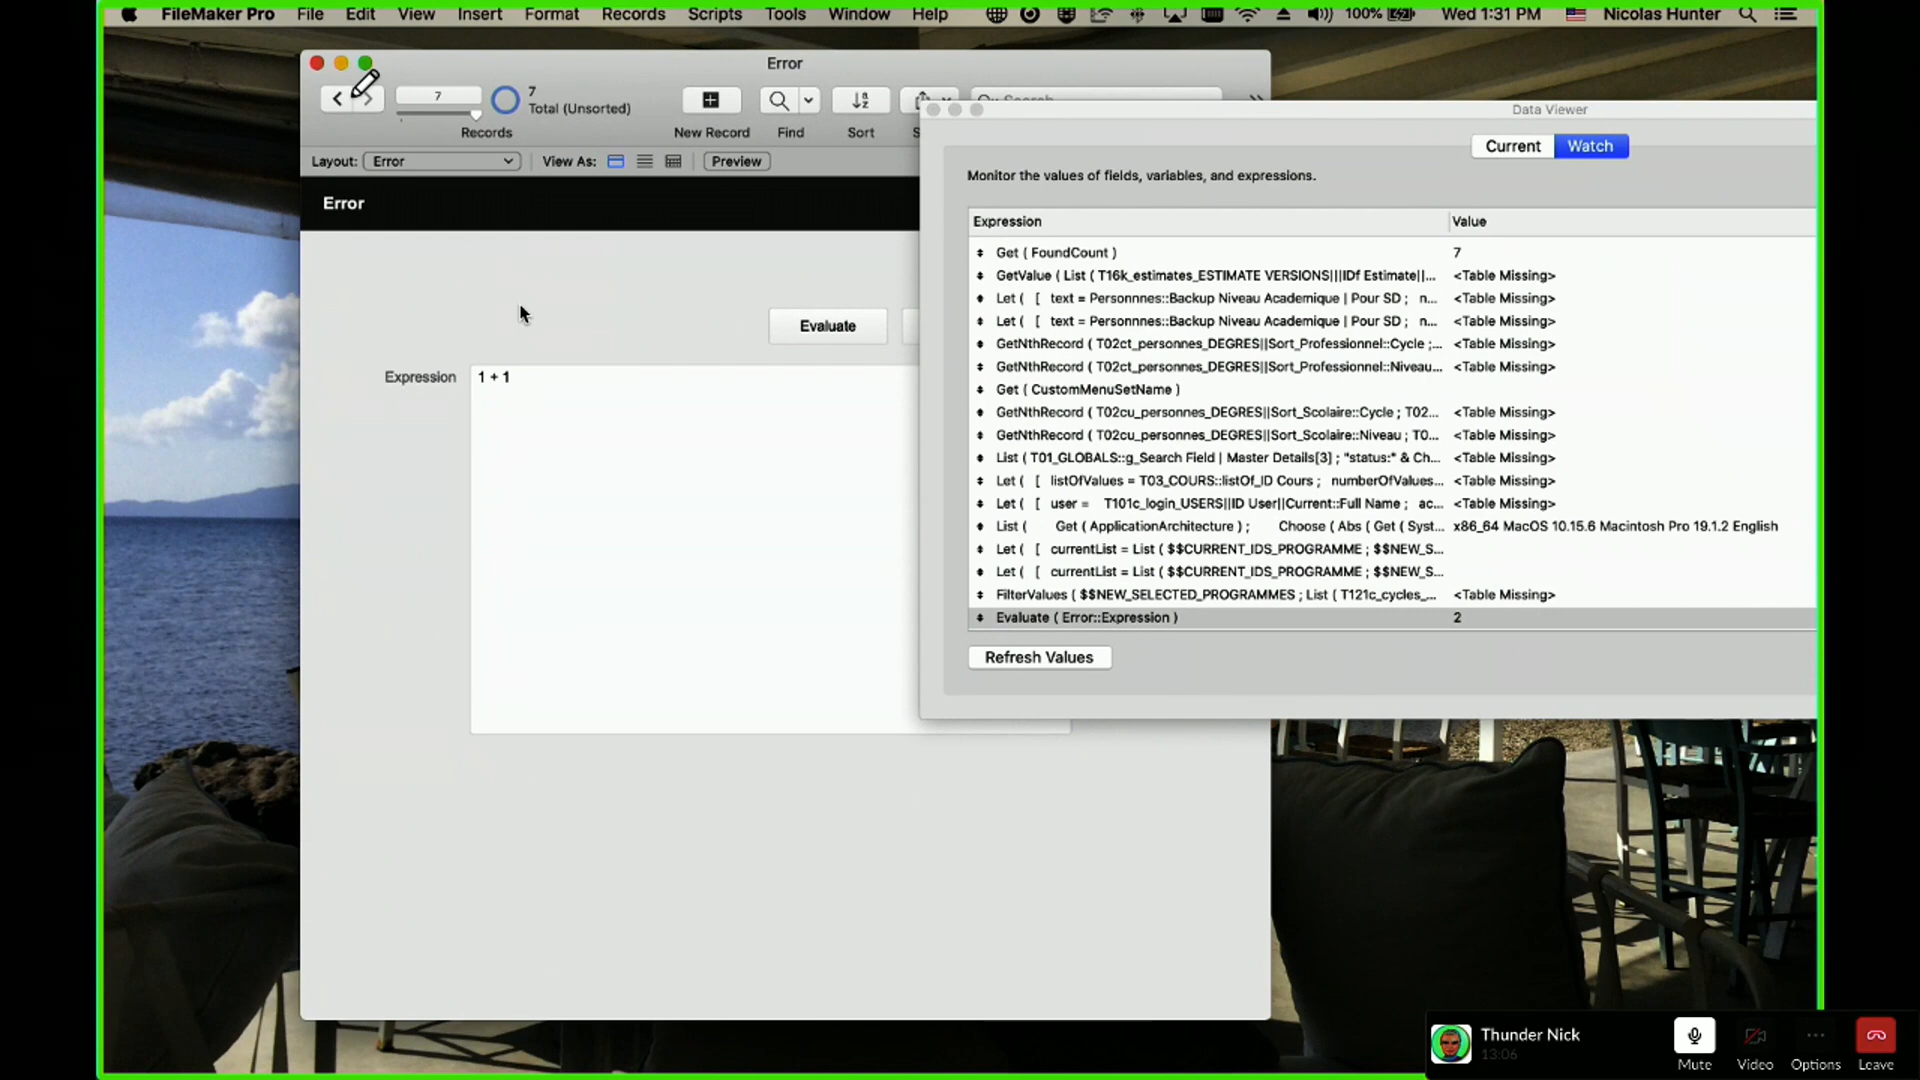 FileMaker Pro File Edit View Insert Format Records Scripts Tools Window Help 100% Wed 1:31 PM Nicolas Hunter
Error
7
7
Total (Unsorted)
Records
New Record
Find
Sort
Search
Layout: Error View As: Preview
Error
Evaluate
Expression
1 + 1
Data Viewer
Current Watch
Monitor the values of fields, variables, and expressions.
Expression Value
Get ( FoundCount ) 7
GetValue ( List ( T16k_estimates_ESTIMATE VERSIONS|||IDf Estimate||... <Table Missing>
Let ( [ text = Personnnes::Backup Niveau Academique | Pour SD ; n... <Table Missing>
Let ( [ text = Personnnes::Backup Niveau Academique | Pour SD ; n... <Table Missing>
GetNthRecord ( T02ct_personnes_DEGRES||Sort_Professionnel::Cycle ;... <Table Missing>
GetNthRecord ( T02ct_personnes_DEGRES||Sort_Professionnel::Niveau... <Table Missing>
Get ( CustomMenuSetName )
GetNthRecord ( T02cu_personnes_DEGRES||Sort_Scolaire::Cycle ; T02... <Table Missing>
GetNthRecord ( T02cu_personnes_DEGRES||Sort_Scolaire::Niveau ; T0... <Table Missing>
List ( T01_GLOBALS::g_Search Field | Master Details[3] ; "status:" & Ch... <Table Missing>
Let ( [ listOfValues = T03_COURS::listOf_ID Cours ; numberOfValues... <Table Missing>
Let ( [ user = T101c_login_USERS||ID User||Current::Full Name ; ac... <Table Missing>
List ( Get ( ApplicationArchitecture ) ; Choose ( Abs ( Get ( Syst... x86_64 MacOS 10.15.6 Macintosh Pro 19.1.2 English
Let ( [ currentList = List ( $$CURRENT_IDS_PROGRAMME ; $$NEW_S...
Let ( [ currentList = List ( $$CURRENT_IDS_PROGRAMME ; $$NEW_S...
FilterValues ( $$NEW_SELECTED_PROGRAMMES ; List ( T121c_cycles_... <Table Missing>
Evaluate ( Error::Expression ) 2
Refresh Values
Thunder Nick
13:06
Mute Video Options Leave